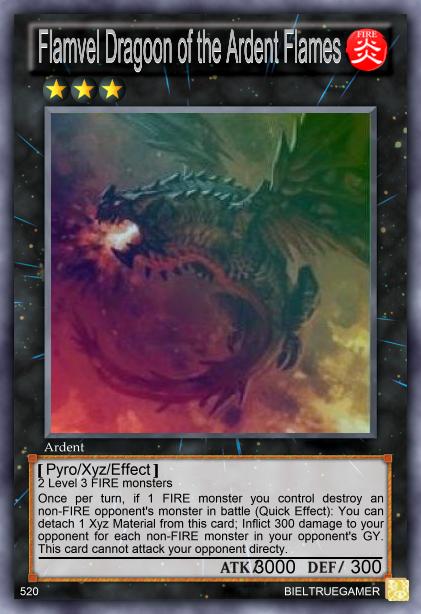 Flamvel Dragoon of the Ardent Flames
FIRE
炎
Ardent
[ Pyro/Xyz/Effect ]
2 Level 3 FIRE monsters
Once per turn, if 1 FIRE monster you control destroy an
non-FIRE opponent's monster in battle (Quick Effect): You can
detach 1 Xyz Material from this card; Inflict 300 damage to your
opponent for each non-FIRE monster in your opponent's GY.
This card cannot attack your opponent directy.
ATK/3000 DEF/ 300
520
BIELTRUEGAMER